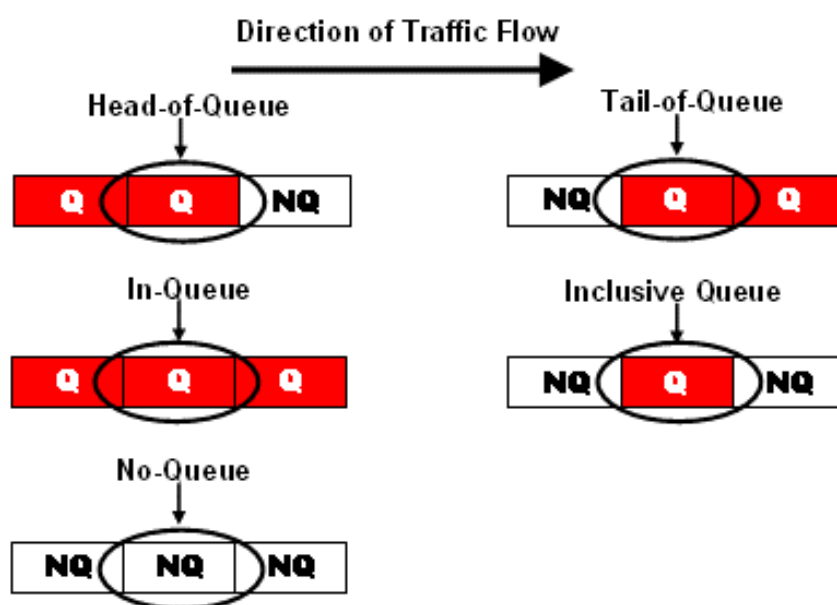 Direction of Traffic Flow
Head-of-Queue
Q Q NQ
Tail-of-Queue
NQ Q Q
In-Queue
Q Q Q
Inclusive Queue
NQ Q NQ
No-Queue
NQ NQ NQ